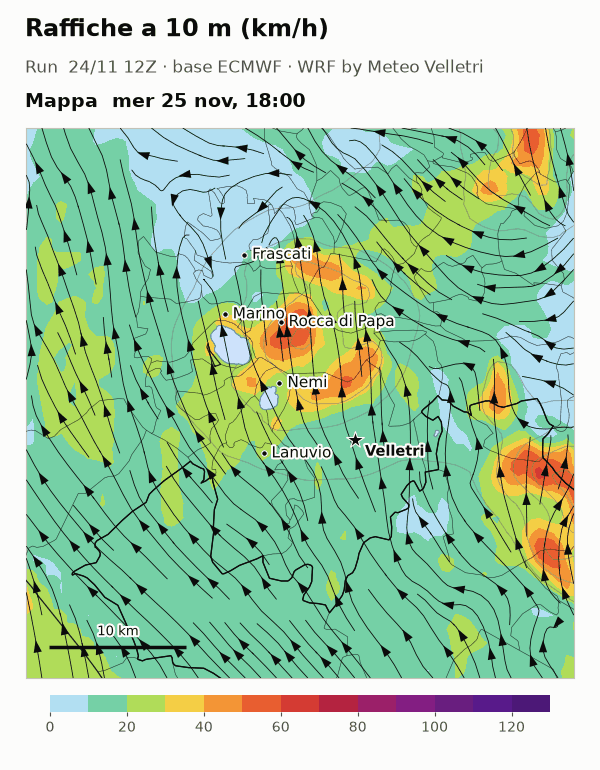 Raffiche a 10 m (km/h)
Run  24/11 12Z · base ECMWF · WRF by Meteo Velletri
Mappa  mer 25 nov, 18:00
Frascati
Marino
Rocca di Papa
Nemi
Velletri
Lanuvio
10 km
0 20 40 60 80 100 120